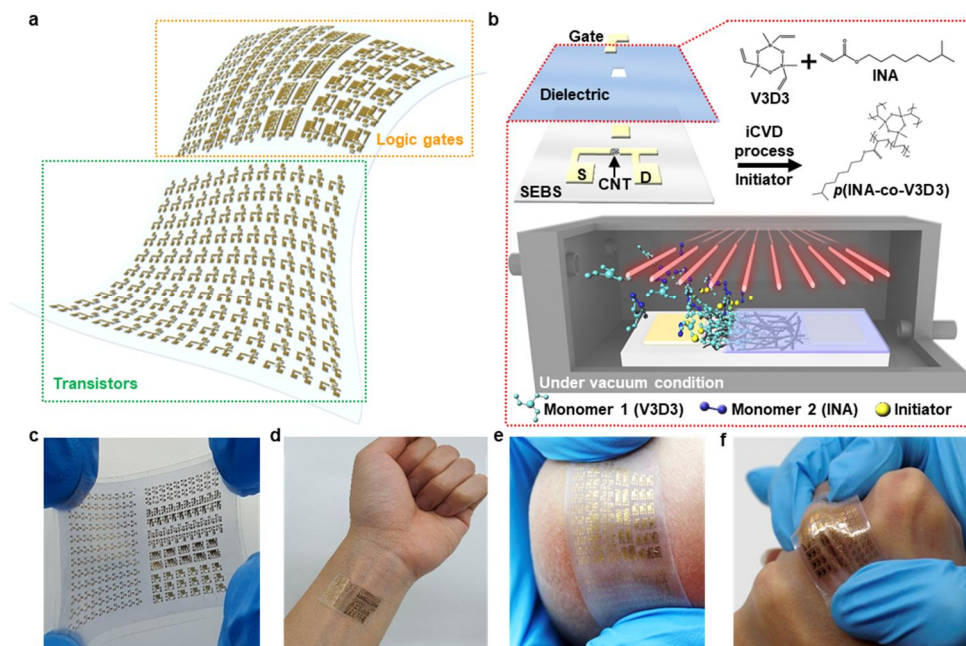 a
Logic gates
Transistors
b
Gate
Dielectric
SEBS
S
CNT
D
V3D3
+
INA
iCVD
process
Initiator
p(INA-co-V3D3)
Under vacuum condition
Monomer 1 (V3D3)
Monomer 2 (INA)
Initiator
c
d
e
f